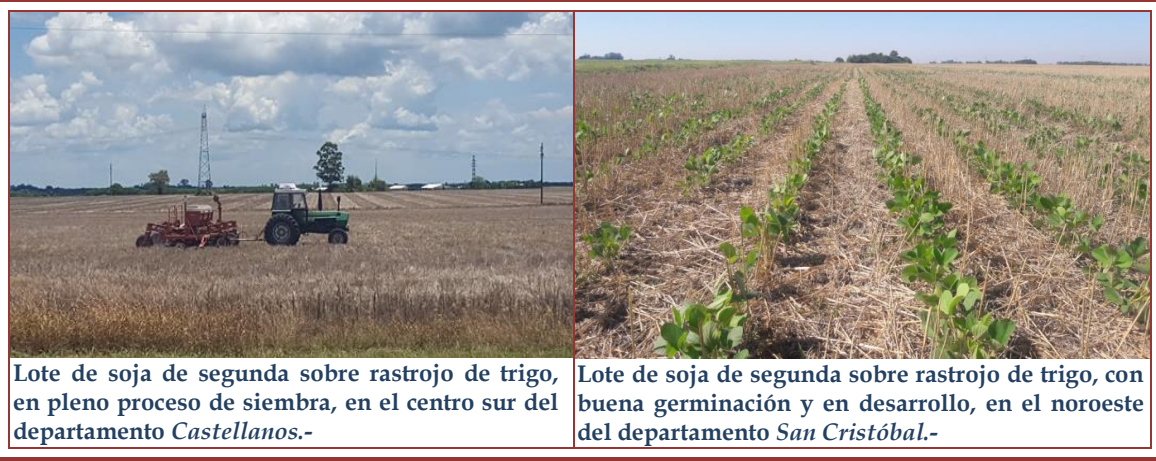 Lote de soja de segunda sobre rastrojo de trigo,
en pleno proceso de siembra, en el centro sur del
departamento Castellanos.-
Lote de soja de segunda sobre rastrojo de trigo, con
buena germinación y en desarrollo, en el noroeste
del departamento San Cristóbal.-